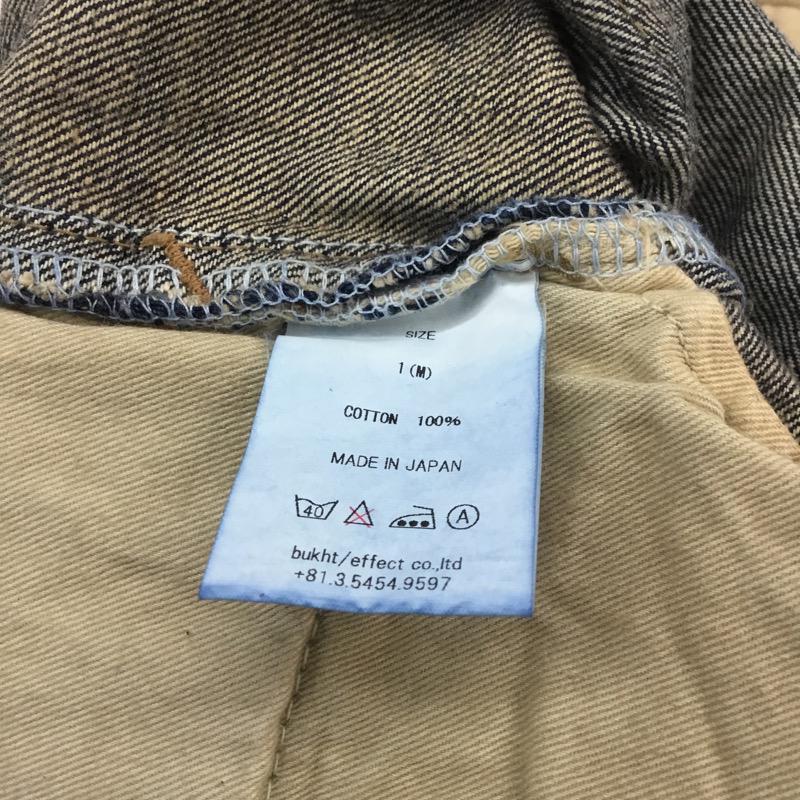 SIZE
1 (M)
COTTON 100%
MADE IN JAPAN
40 A
bukht/effect co.,ltd
+81.3.5454.9597